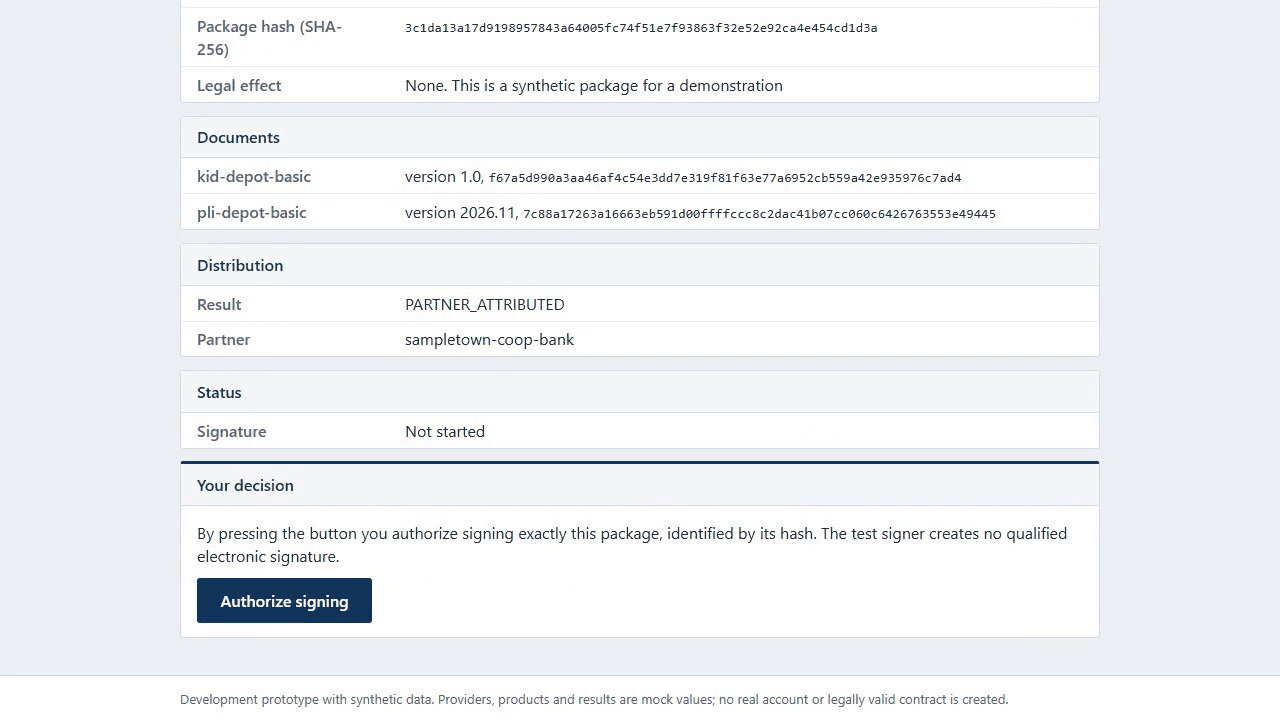 Package hash (SHA-
256)
3c1da13a17d9198957843a64005fc74f51e7f93863f32e52e92ca4e454cd1d3a
Legal effect
None. This is a synthetic package for a demonstration
Documents
kid-depot-basic
version 1.0, f67a5d990a3aa46af4c54e3dd7e319f81f63e77a6952cb559a42e935976c7ad4
pli-depot-basic
version 2026.11, 7c88a17263a16663eb591d00ffffccc8c2dac41b07cc060c6426763553e49445
Distribution
Result
PARTNER_ATTRIBUTED
Partner
sampletown-coop-bank
Status
Signature
Not started
Your decision
By pressing the button you authorize signing exactly this package, identified by its hash. The test signer creates no qualified
electronic signature.
Authorize signing
Development prototype with synthetic data. Providers, products and results are mock values; no real account or legally valid contract is created.